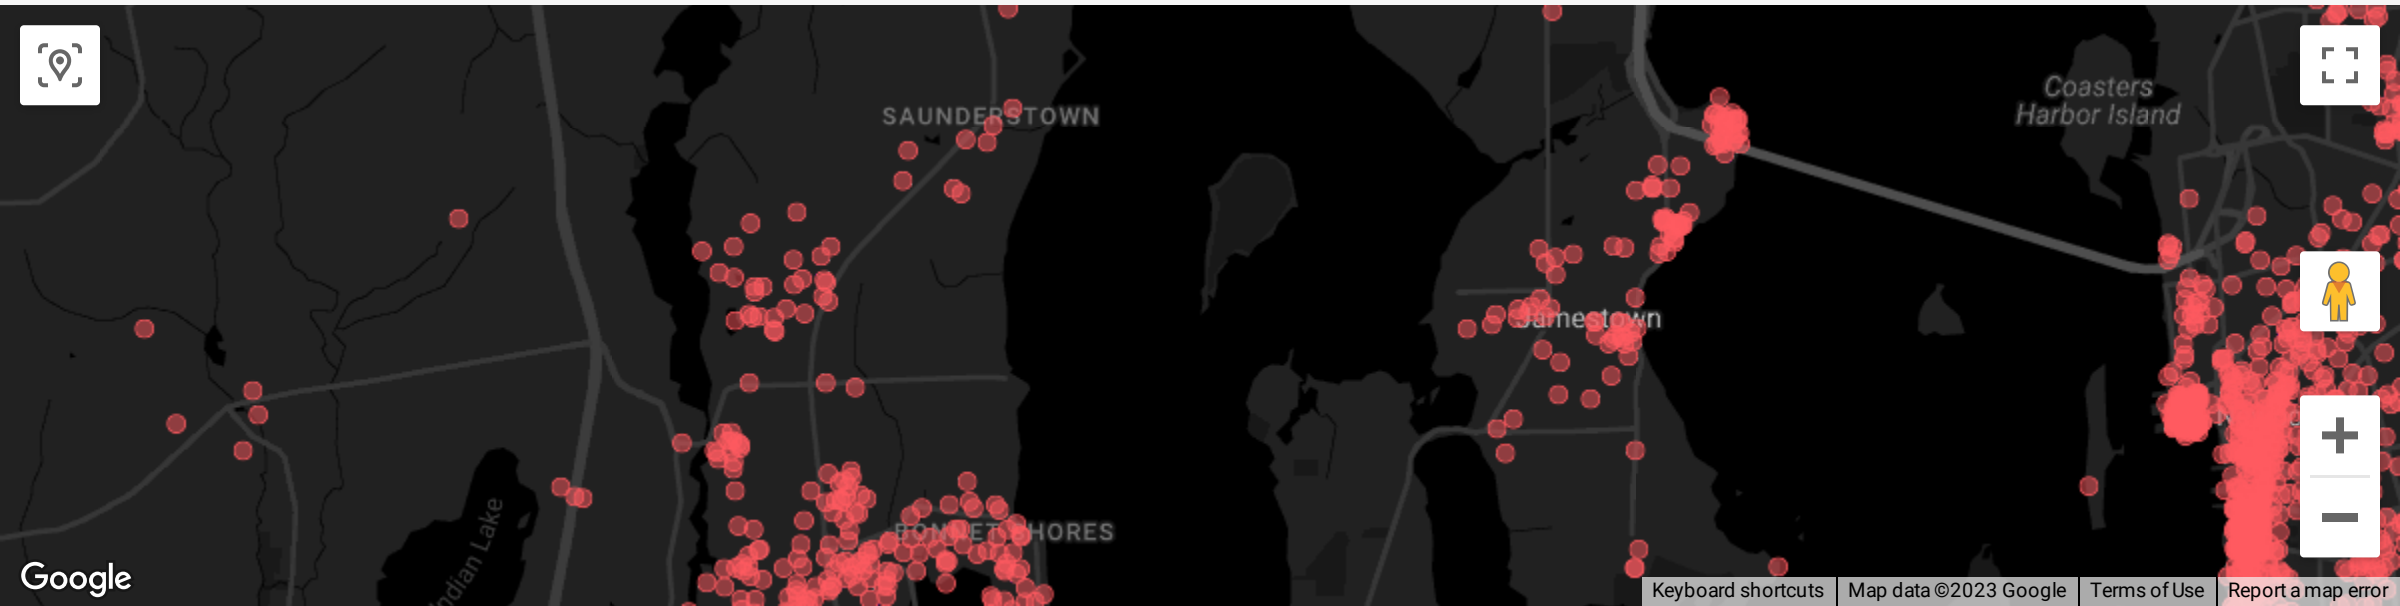 SAUNDERSTOWN
Coasters
Harbor Island
Jamestown
BONNET SHORES
Indian Lake
Google
Keyboard shortcuts
Map data ©2023 Google
Terms of Use
Report a map error